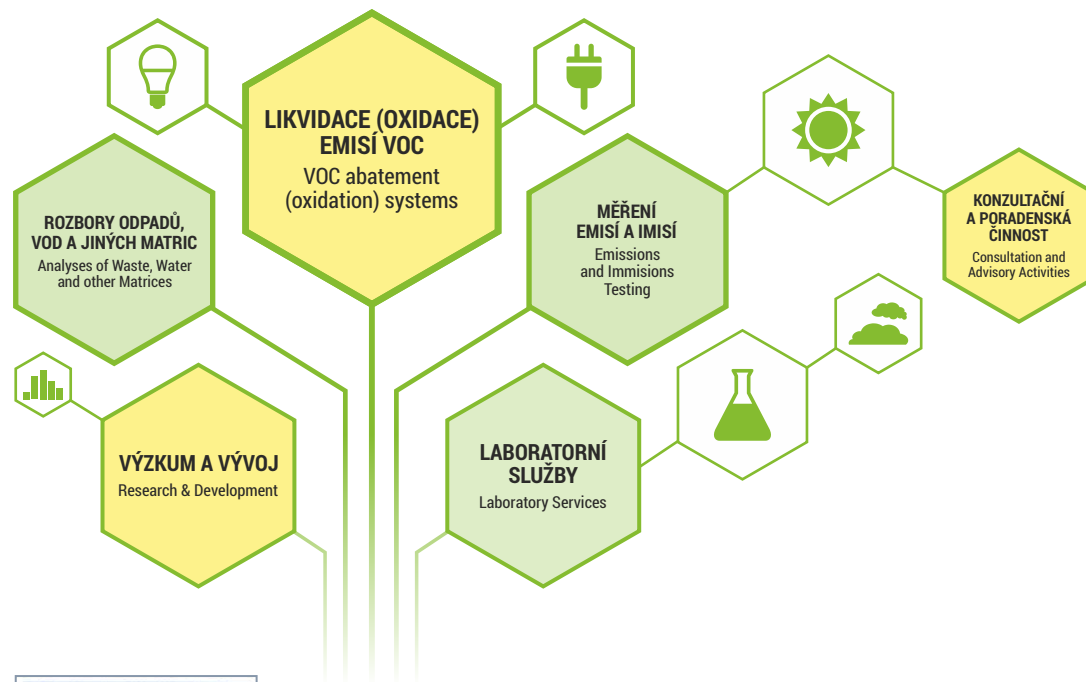 LIKVIDACE (OXIDACE)
EMISÍ VOC
VOC abatement
(oxidation) systems
ROZBORY ODPADŮ,
VOD A JINÝCH MATRIC
Analyses of Waste, Water
and other Matrices
MĚŘENÍ
EMISÍ A IMISÍ
Emissions
and Immisions
Testing
KONZULTAČNÍ
A PORADENSKÁ
ČINNOST
Consultation and
Advisory Activities
VÝZKUM A VÝVOJ
Research & Development
LABORATORNÍ
SLUŽBY
Laboratory Services